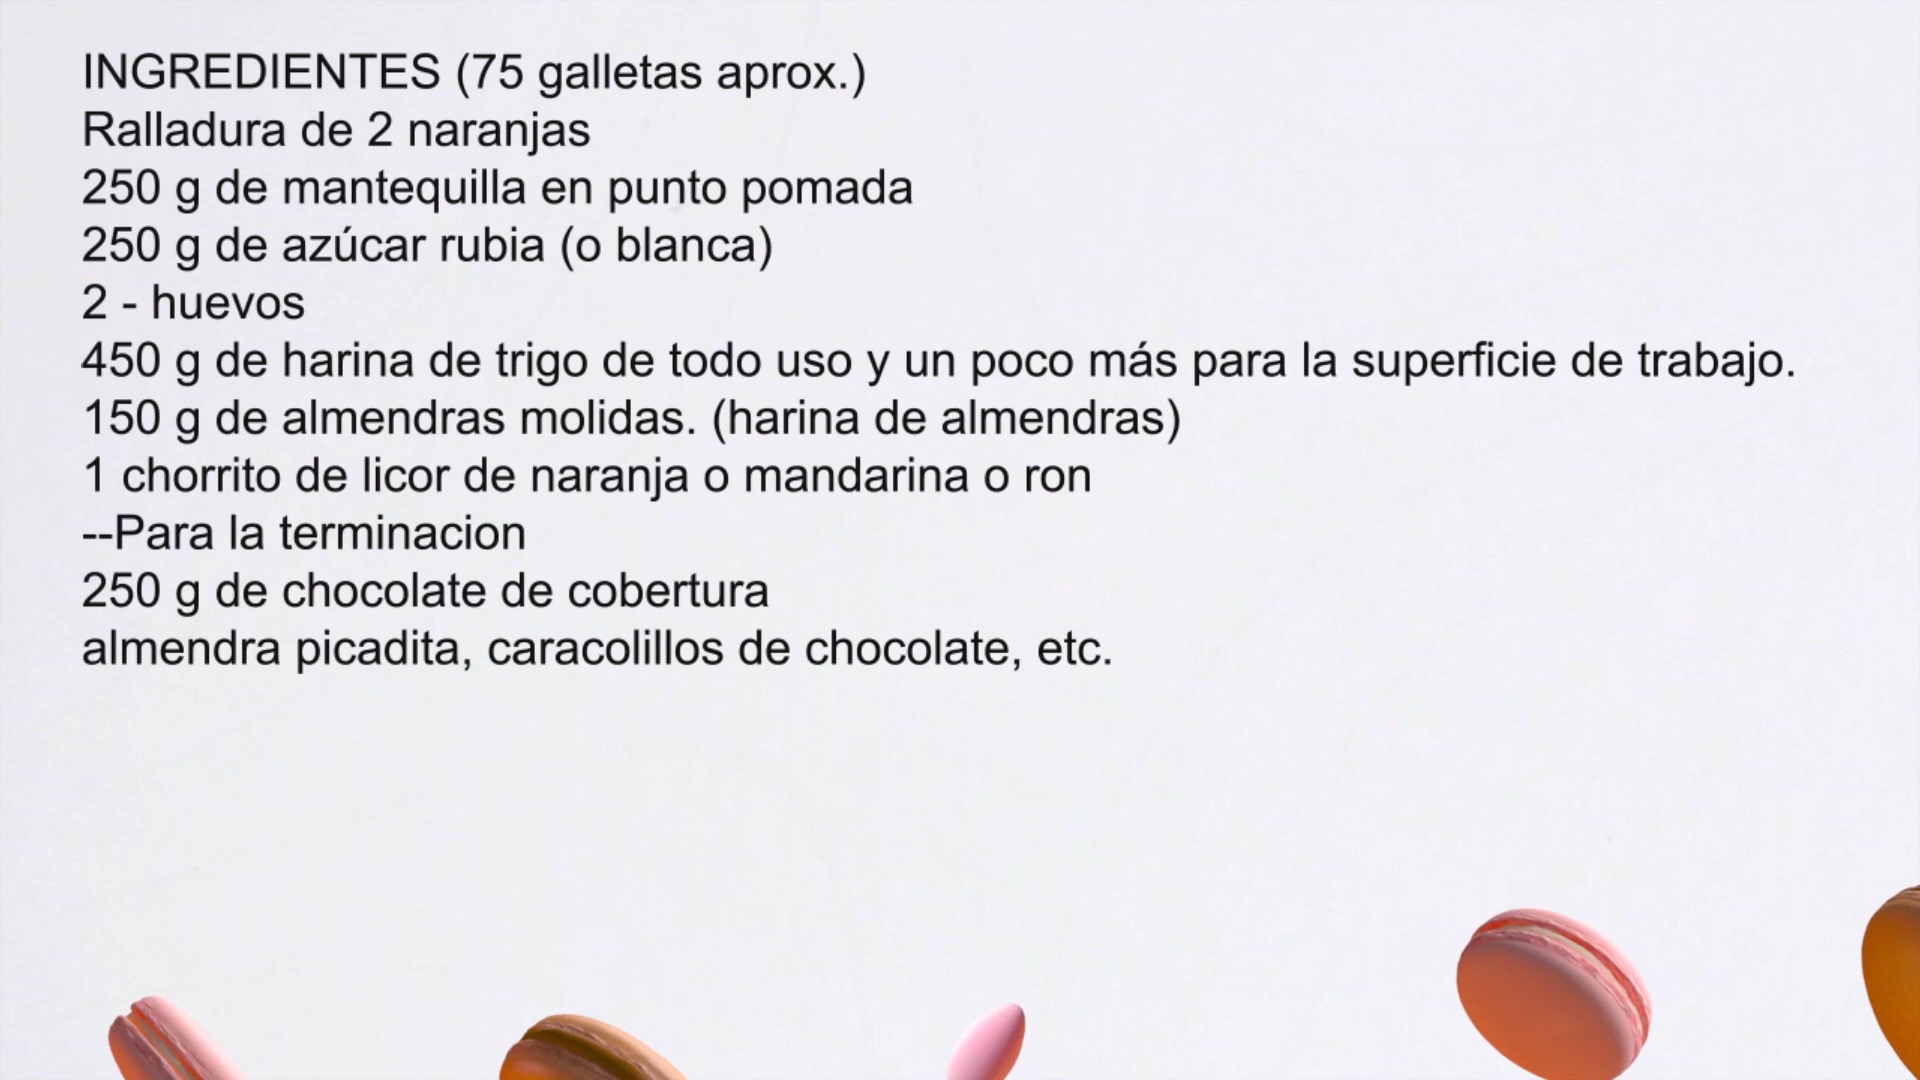 INGREDIENTES (75 galletas aprox.)
Ralladura de 2 naranjas
250 g de mantequilla en punto pomada
250 g de azúcar rubia (o blanca)
2 - huevos
450 g de harina de trigo de todo uso y un poco más para la superficie de trabajo.
150 g de almendras molidas. (harina de almendras)
1 chorrito de licor de naranja o mandarina o ron
--Para la terminacion
250 g de chocolate de cobertura
almendra picadita, caracolillos de chocolate, etc.